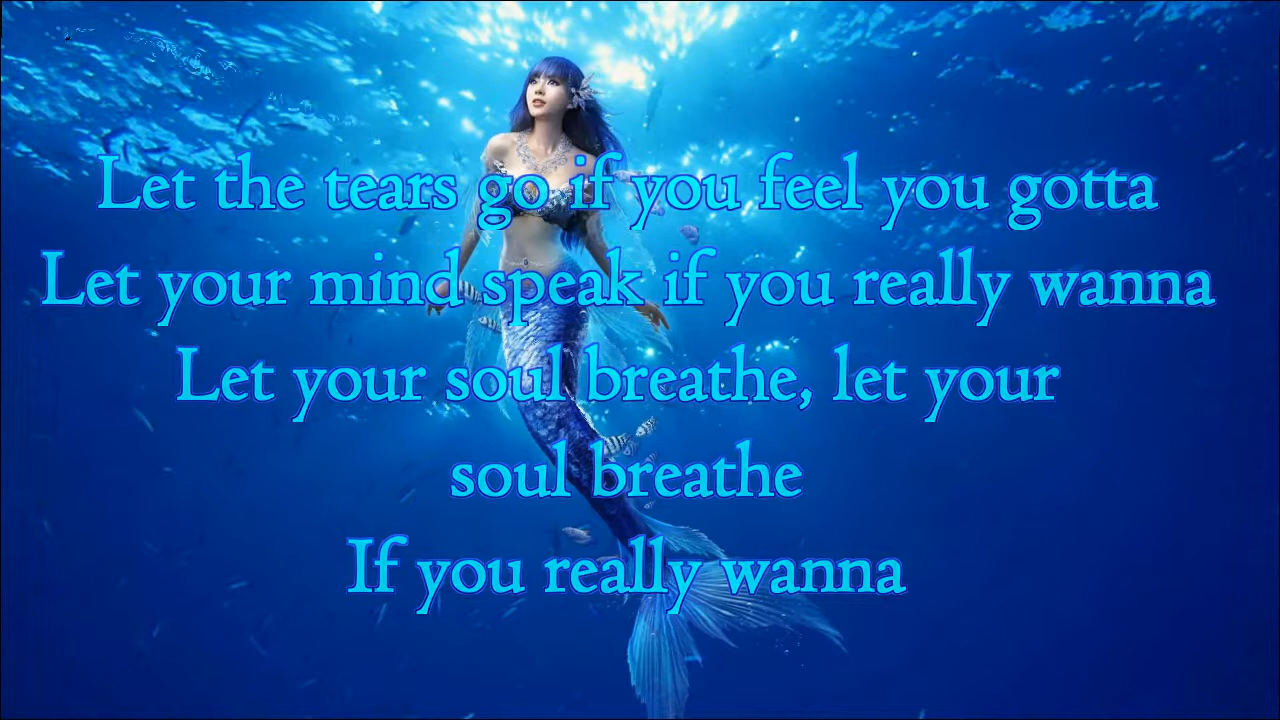 Let the tears go if you feel you gotta
Let your mind speak if you really wanna
Let your soul breathe, let your
soul breathe
If you really wanna